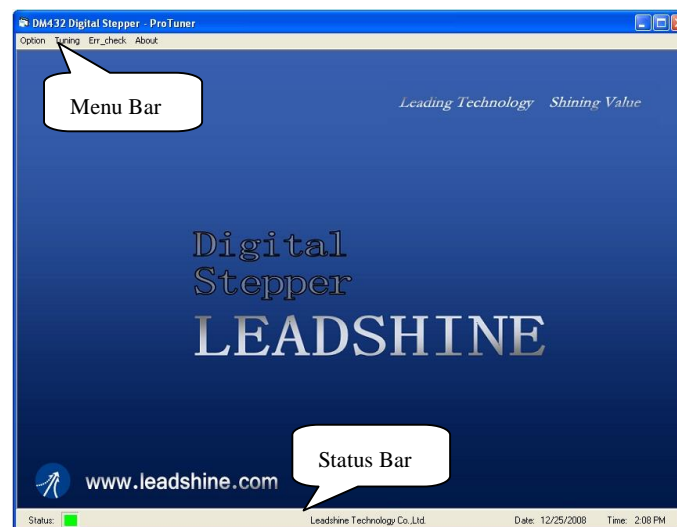 DM432 Digital Stepper - ProTuner
Option Tuning Err_check About
Menu Bar
Leading Technology Shining Value
Digital
Stepper
LEADSHINE
Status Bar
www.leadshine.com
Status: Leadshine Technology Co.,Ltd. Date: 12/25/2008 Time: 2:08 PM